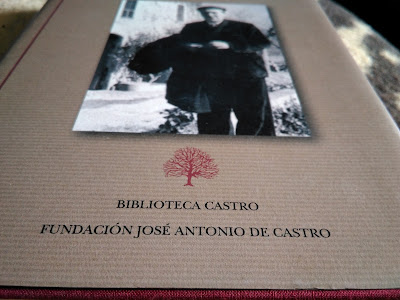 BIBLIOTECA CASTRO
FUNDACIÓN JOSÉ ANTONIO DE CASTRO